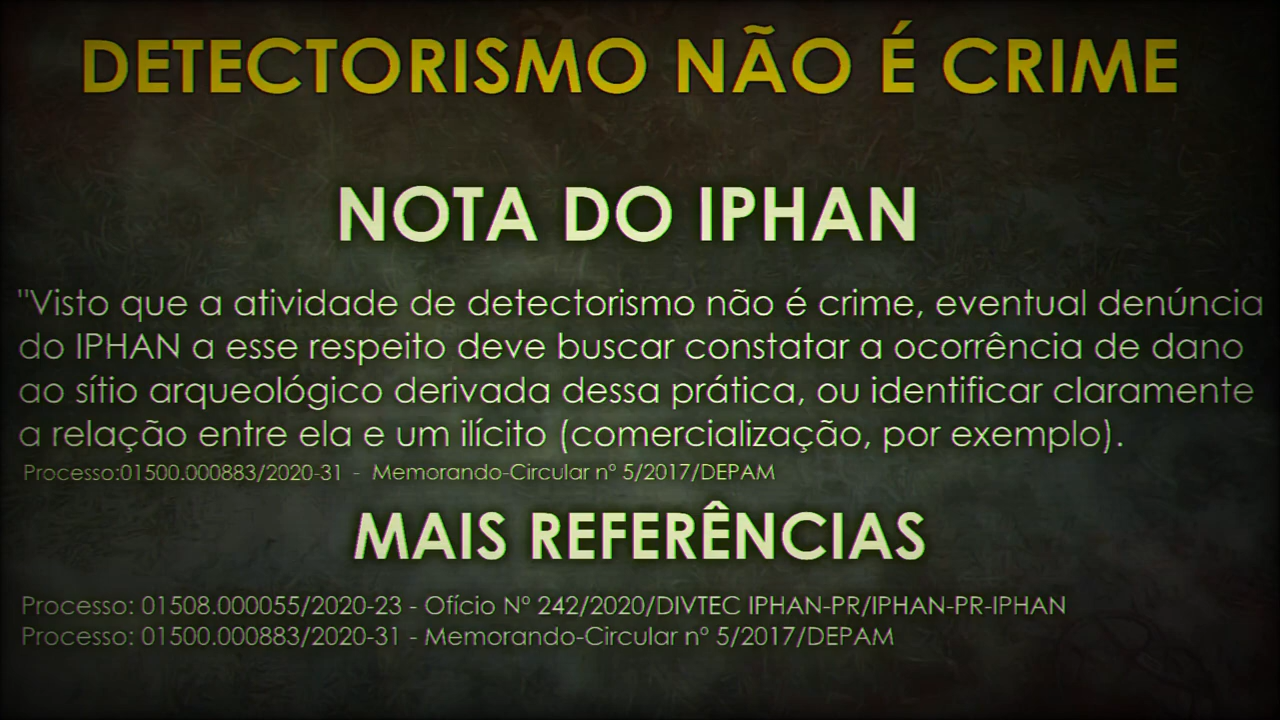 DETECTORISMO NÃO É CRIME
NOTA DO IPHAN
"Visto que a atividade de detectorismo não é crime, eventual denúncia
do IPHAN a esse respeito deve buscar constatar a ocorrência de dano
ao sítio arqueológico derivada dessa prática, ou identificar claramente
a relação entre ela e um ilícito (comercialização, por exemplo).
Processo:01500.000883/2020-31 - Memorando-Circular nº 5/2017/DEPAM
MAIS REFERÊNCIAS
Processo: 01508.000055/2020-23 - Ofício Nº 242/2020/DIVTEC IPHAN-PR/IPHAN-PR-IPHAN
Processo: 01500.000883/2020-31 - Memorando-Circular nº 5/2017/DEPAM